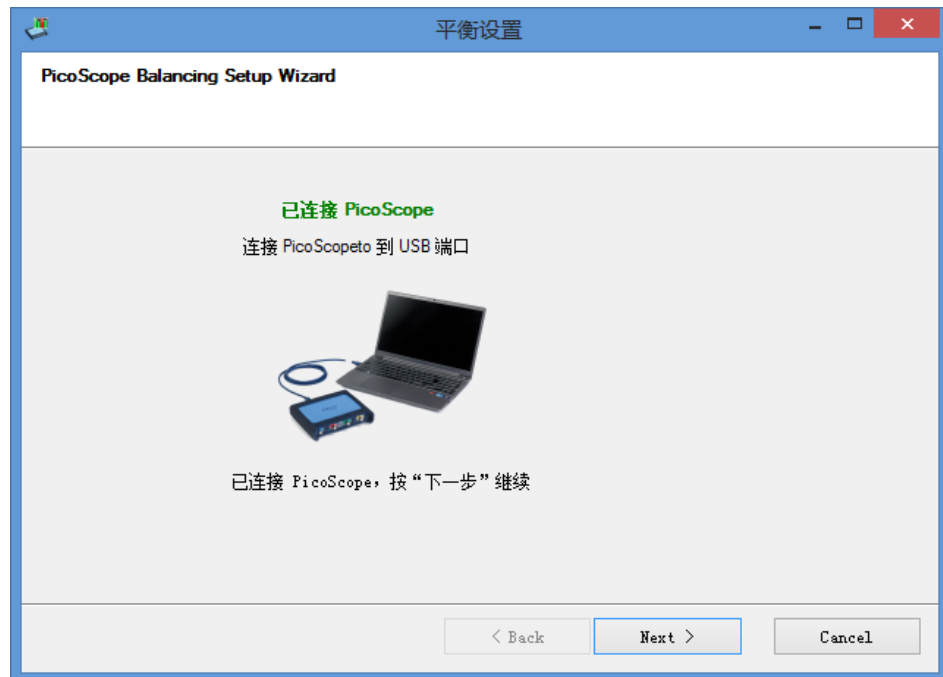 平衡设置
PicoScope Balancing Setup Wizard
已连接 PicoScope
连接 PicoScopeto 到 USB 端口
已连接 PicoScope，按“下一步”继续
< Back
Next >
Cancel